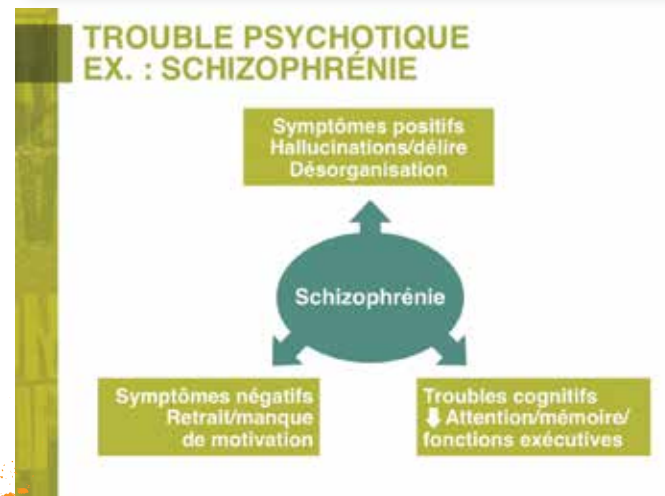 TROUBLE PSYCHOTIQUE
EX. : SCHIZOPHRÉNIE
Symptômes positifs
Hallucinations/délire
Désorganisation
Schizophrénie
Symptômes négatifs
Retrait/manque
de motivation
Troubles cognitifs
⬇ Attention/mémoire/
fonctions exécutives